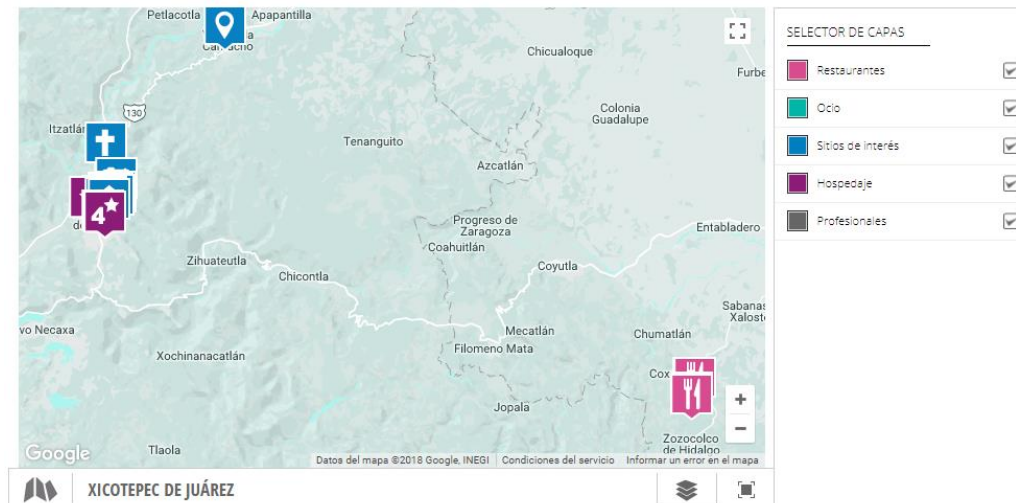 Petlacotla
Apapantilla
Chicualoque
Furbe
130
Colonia
Guadalupe
Itzatlán
Tenanguito
Azcatlán
4
Progreso de
Zaragoza
Entabladero
Coahuitlán
Zihuateutla
Chicontla
Coyutla
Sabanas
Xalost
vo Necaxa
Mecatlán
Chumatlán
Filomeno Mata
Xochinanacatlán
Cox
Jopala
Zozocolco
de Hidalgo
Tlaola
Google
Datos del mapa ©2018 Google, INEGI
Condiciones del servicio
Informar un error en el mapa
+
−
XICOTEPEC DE JUÁREZ
SELECTOR DE CAPAS
Restaurantes
Ocio
Sitios de interés
Hospedaje
Profesionales